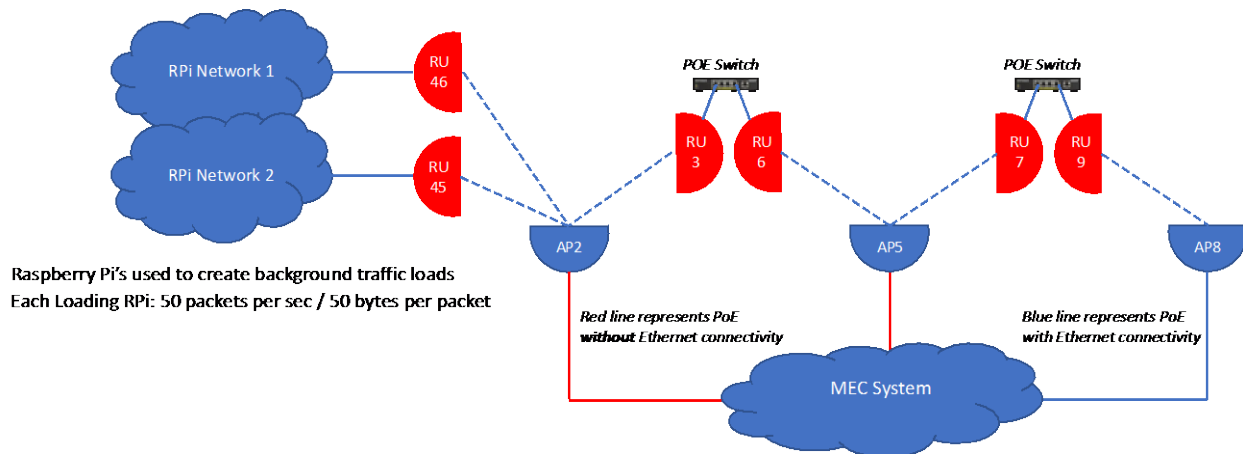 RPi Network 1
RU
46
POE Switch
POE Switch
RU
3
RU
6
RU
7
RU
9
RPi Network 2
RU
45
AP2
AP5
AP8
Raspberry Pi's used to create background traffic loads
Each Loading RPi: 50 packets per sec / 50 bytes per packet
Red line represents PoE
without Ethernet connectivity
Blue line represents PoE
with Ethernet connectivity
MEC System